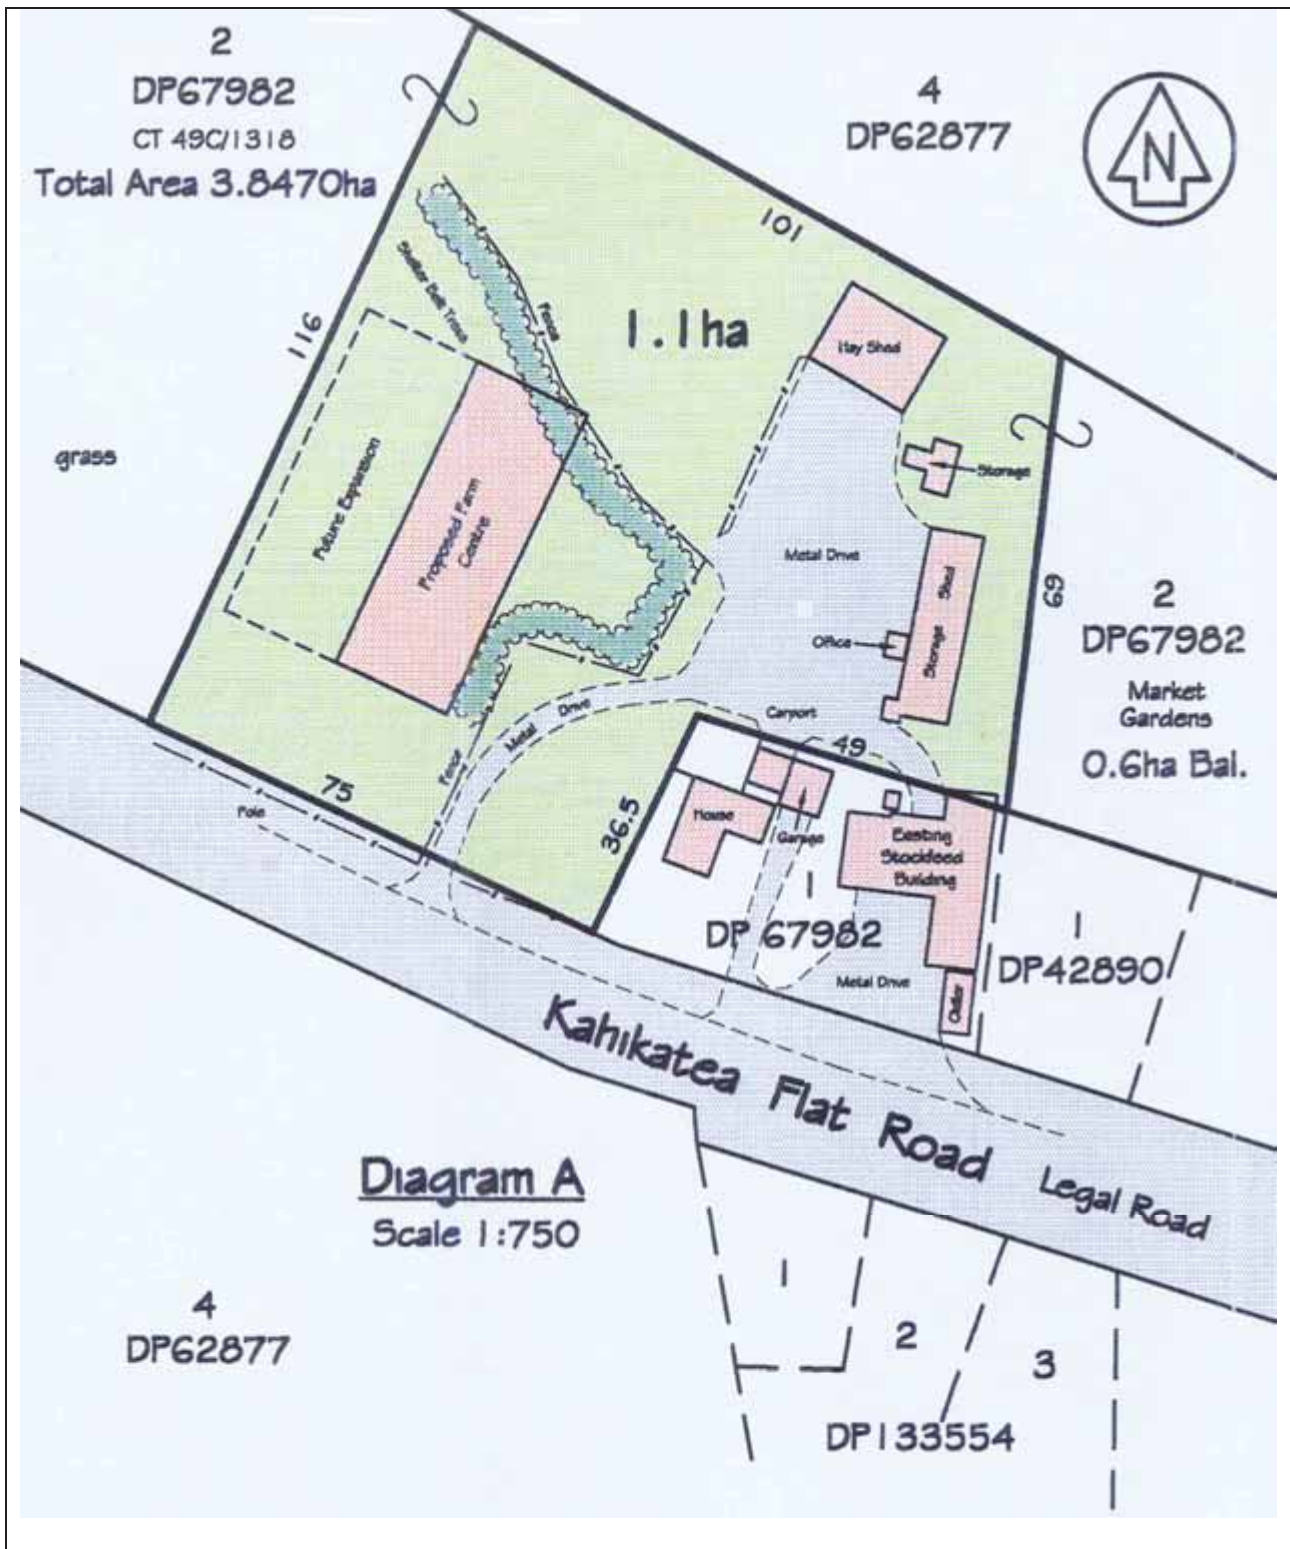 2
DP67982
CT 49C/1318
Total Area 3.8470ha
4
DP62877
N
101
116
Shelter Belt Trees
Fence
1.1ha
Hay Shed
grass
Storage
Future Expansion
Proposed Farm
Centre
Metal Drive
Storage Shed
Office
69
2
DP67982
Market
Gardens
0.6ha Bal.
Metal Drive
Carport
Fence
49
75
36.5
Pole
House
Garage
Existing
Stockfeed
Building
1
DP 67982
1
DP42890
Metal Drive
Kahikatea Flat Road Legal Road
Diagram A
Scale 1:750
1
2
3
4
DP62877
DP133554